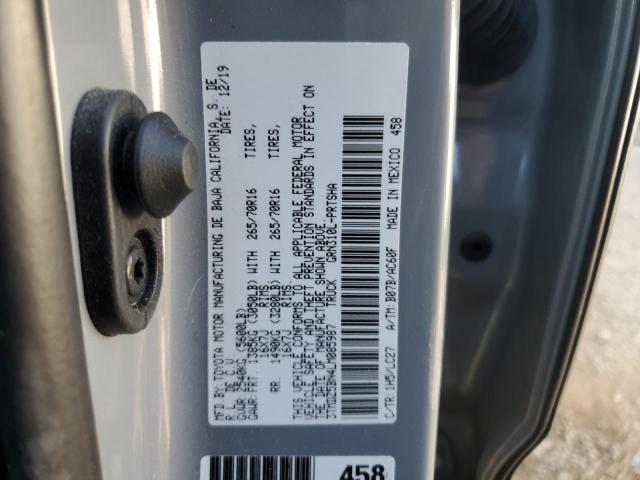 MFD.BY:TOYOTA MOTOR MANUFACTURING DE BAJA CALIFORNIA, S. DE
R. L. DE C.V. DATE: 12/19
GVWR 2540KG (5600LB)
GAWR FRT. 1385KG (3050LB) WITH 265/70R16 TIRES,
16X7J RIMS
RR. 1490KG (3280LB) WITH 265/70R16 TIRES,
16X7J RIMS
THIS VEHICLE CONFORMS TO ALL APPLICABLE FEDERAL MOTOR
VEHICLE SAFETY AND THEFT PREVENTION STANDARDS IN EFFECT ON
THE DATE OF MANUFACTURE SHOWN ABOVE.
TRUCK GRN310L-PRTSHA
C/TR: 1H5/LC27 A/TM: B07B/AC60F MADE IN MEXICO 458
458